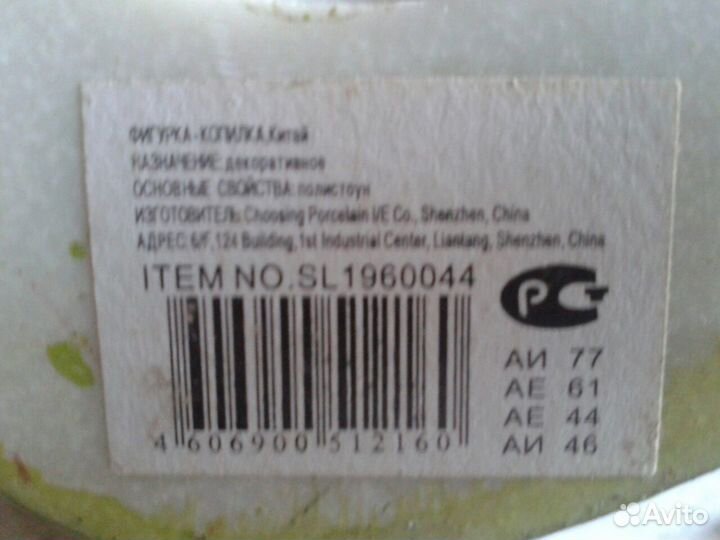 ФИГУРКА-КОПИЛКА,Китай
НАЗНАЧЕНИЕ:декоративное
ОСНОВНЫЕ СВОЙСТВА:полистоун
ИЗГОТОВИТЕЛЬ:Choosing Porcelain I/E Co., Shenzhen, China
АДРЕС:6/F,124 Building,1st Industrial Center, Liantang, Shenzhen, China
ITEM NO.SL1960044
РСТ
АИ 77
АЕ 61
АЕ 44
АИ 46
4 606900 512160
Avito